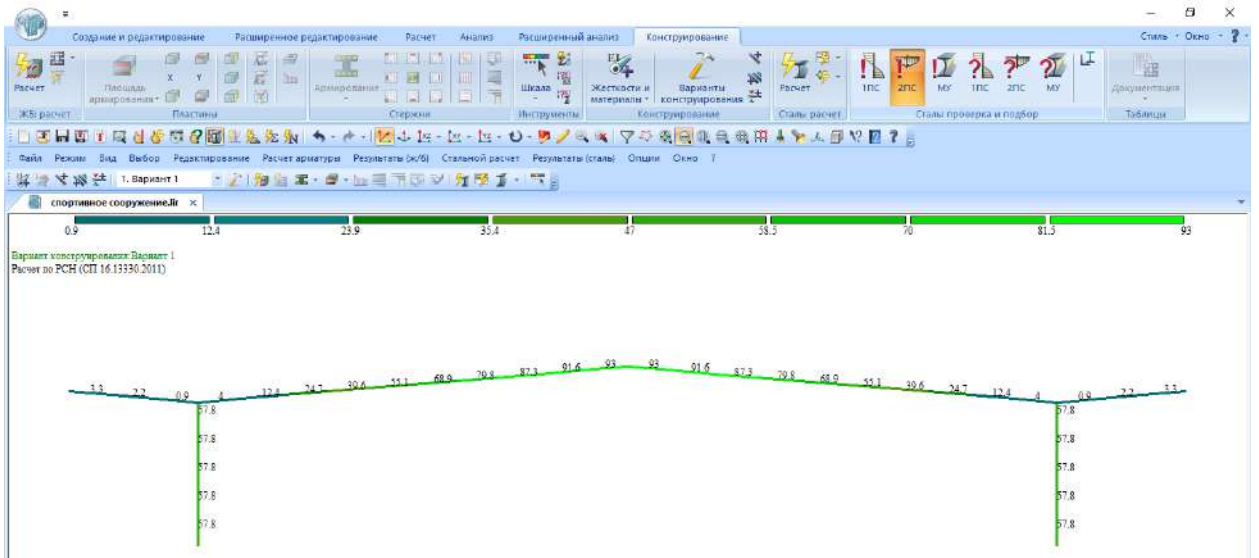 Создание и редактирование Расширенное редактирование Расчет Анализ Расширенный анализ Конструирование Стиль Окно ?
Расчет Площадь армирования X Y Армирование Шкала Жесткости и материалы Варианты конструирования Расчет 1ПС 2ПС МУ 1ПС 2ПС МУ Документация
ЖБ: расчет Пластины Стержни Инструменты Конструирование Сталь: расчет Сталь: проверка и подбор Таблицы
Файл Режим Вид Выбор Редактирование Расчет арматуры Результаты (ж/б) Стальной расчет Результаты (сталь) Опции Окно ?
1. Вариант 1
спортивное сооружение.lir ×
0.9 12.4 23.9 35.4 47 58.5 70 81.5 93
Вариант конструирования:Вариант 1
Расчет по РСН (СП 16.13330.2011)
3.3 2.2 0.9 4 12.4 24.7 39.6 55.1 68.9 79.8 87.3 91.6 93 93 91.6 87.3 79.8 68.9 55.1 39.6 24.7 12.4 4 0.9 2.2 3.3
57.8 57.8
57.8 57.8
57.8 57.8
57.8 57.8
57.8 57.8